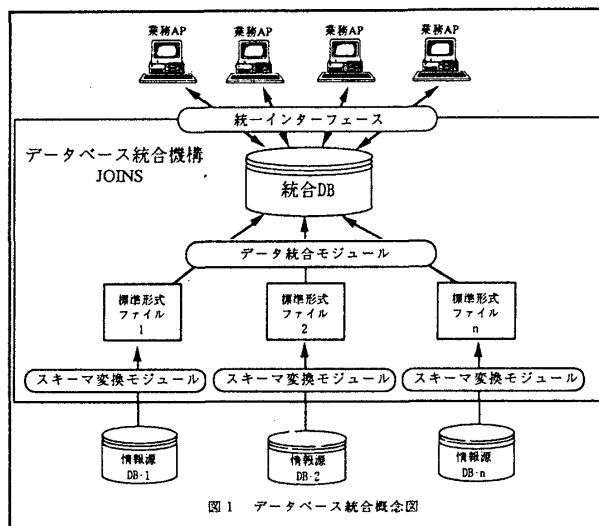 業務AP 業務AP 業務AP 業務AP
統一インターフェース
データベース統合機構
JOINS
統合DB
データ統合モジュール
標準形式 標準形式 標準形式
ファイル ファイル ファイル
1 2 n
スキーマ変換モジュール スキーマ変換モジュール スキーマ変換モジュール
情報源 情報源 情報源
DB-1 DB-2 DB-n
図1 データベース統合概念図